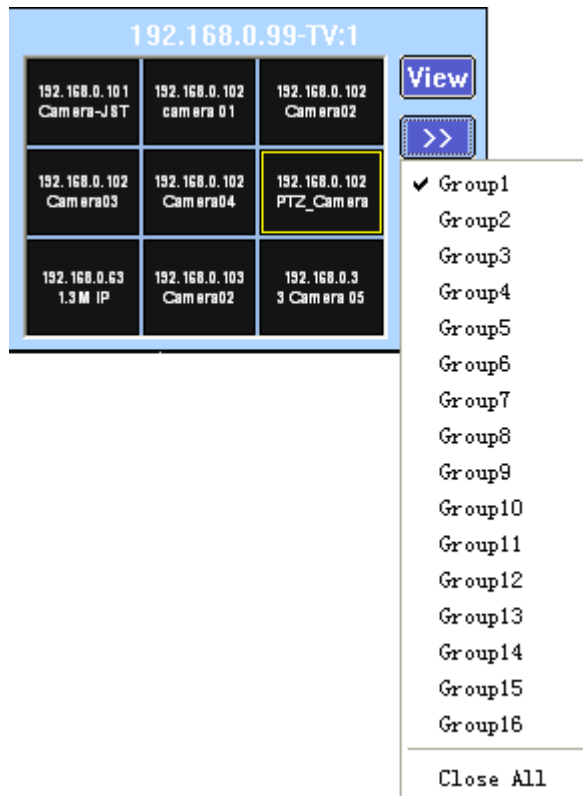 192.168.0.99-TV:1
View
>>
192.168.0.101
Camera-JST
192.168.0.102
camera 01
192.168.0.102
Camera02
192.168.0.102
Camera03
192.168.0.102
Camera04
192.168.0.102
PTZ_Camera
192.168.0.63
1.3M IP
192.168.0.103
Camera02
192.168.0.3
3 Camera 05
Group1
Group2
Group3
Group4
Group5
Group6
Group7
Group8
Group9
Group10
Group11
Group12
Group13
Group14
Group15
Group16
Close All